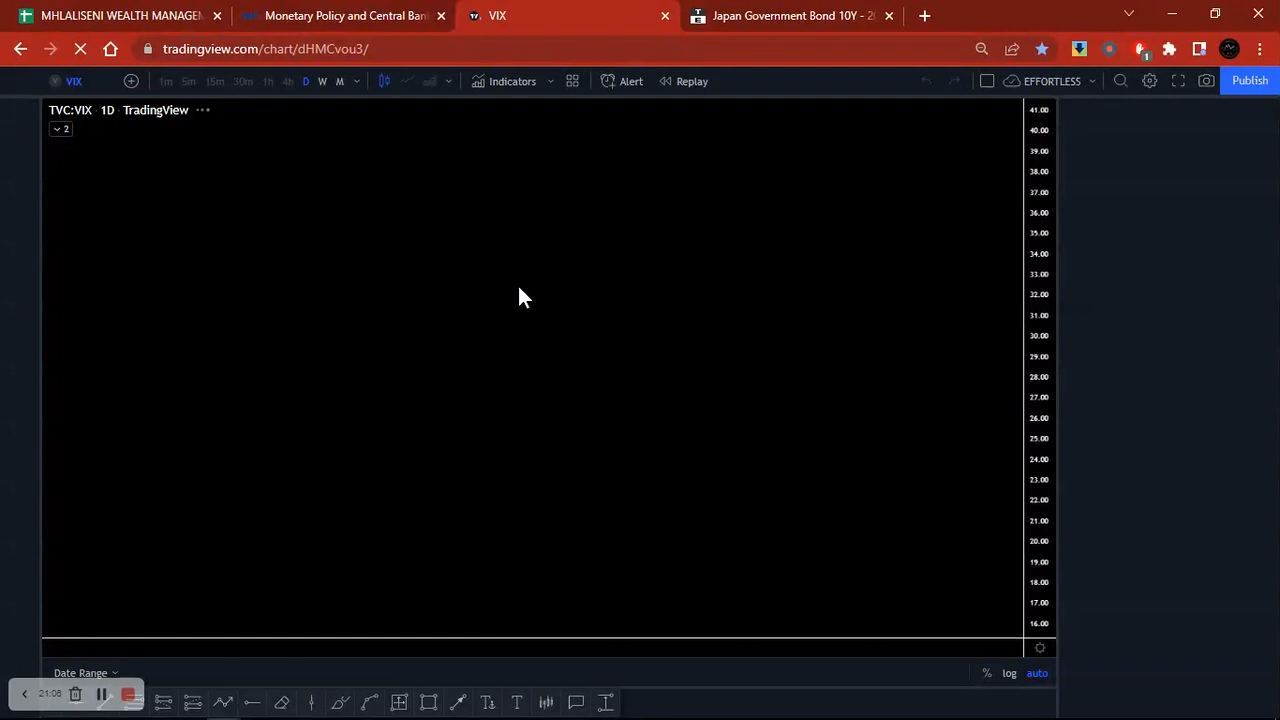 MHLALISENI WEALTH MANAGEM
Monetary Policy and Central Bank
VIX
Japan Government Bond 10Y - 20
tradingview.com/chart/dHMCvou3/
1
V VIX
1m 5m 15m 30m 1h 4h D W M
Indicators
Alert
Replay
EFFORTLESS
Publish
TVC:VIX · 1D · TradingView
2
41.00
40.00
39.00
38.00
37.00
36.00
35.00
34.00
33.00
32.00
31.00
30.00
29.00
28.00
27.00
26.00
25.00
24.00
23.00
22.00
21.00
20.00
19.00
18.00
17.00
16.00
Date Range
% log auto
21:08